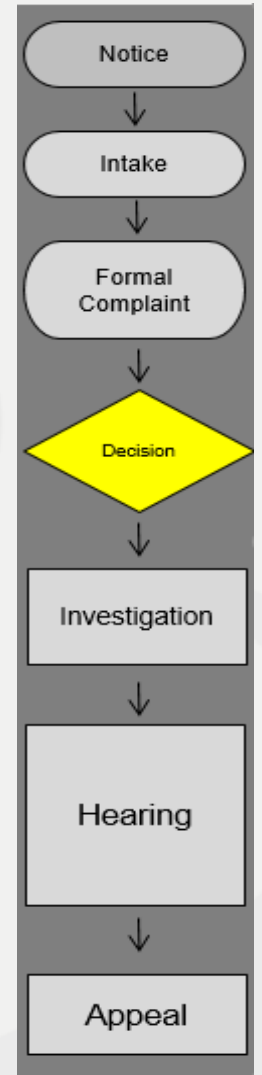 Notice
Intake
Formal
Complaint
Decision
Investigation
Hearing
Appeal